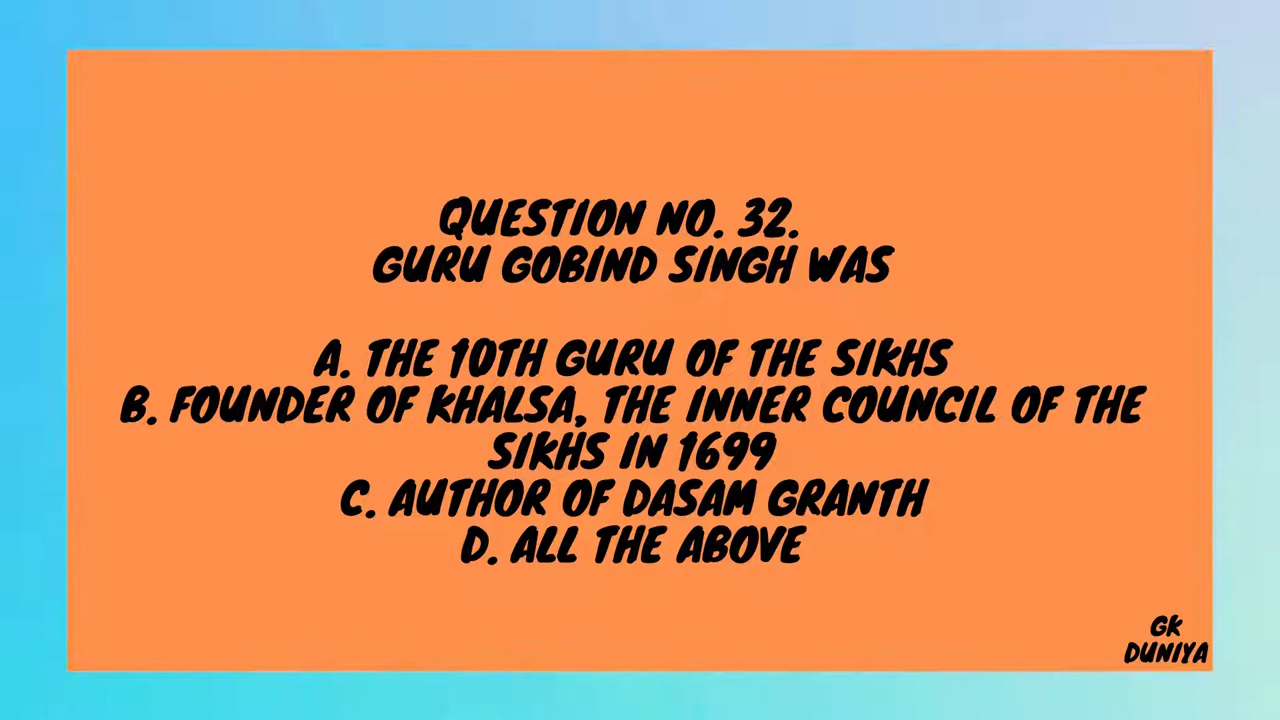 QUESTION NO. 32.
GURU GOBIND SINGH WAS
A. THE 10TH GURU OF THE SIKHS
B. FOUNDER OF KHALSA, THE INNER COUNCIL OF THE
SIKHS IN 1699
C. AUTHOR OF DASAM GRANTH
D. ALL THE ABOVE
GK
DUNIYA